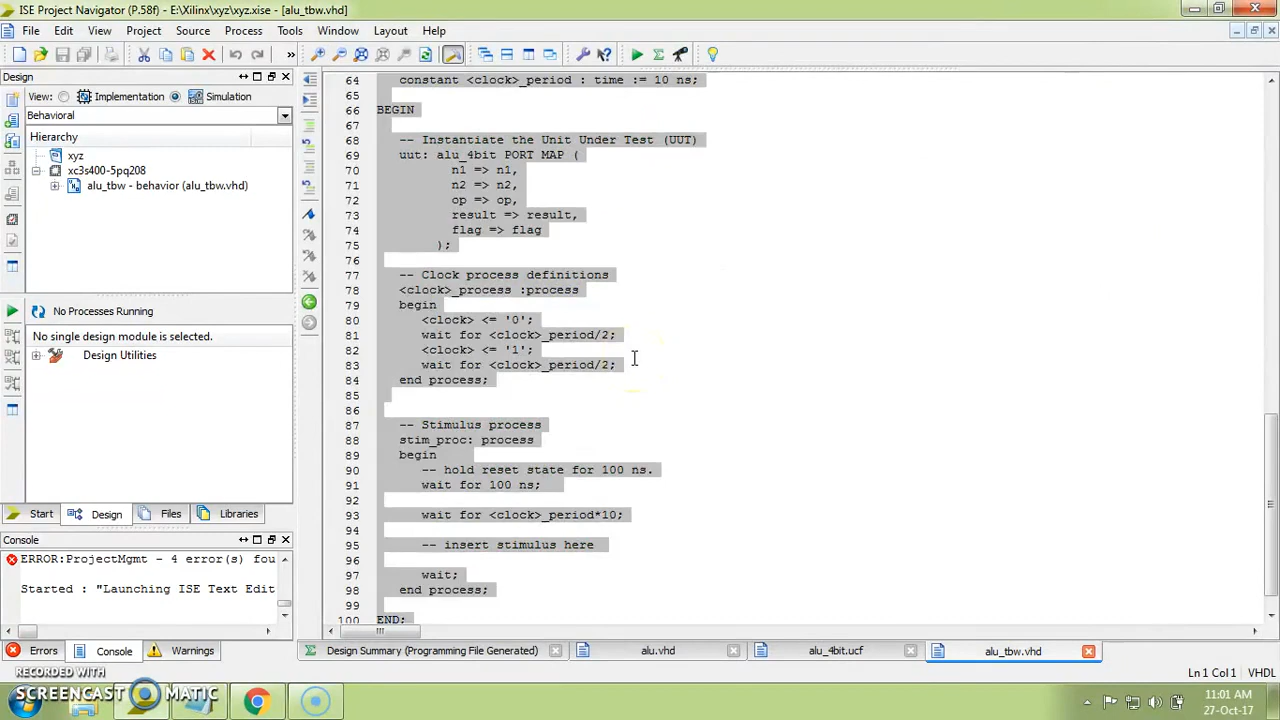 ISE Project Navigator (P.58f) - E:\Xilinx\xyz\xyz.xise - [alu_tbw.vhd]
File Edit View Project Source Process Tools Window Layout Help
»
Design
View: Implementation Simulation
Behavioral
Hierarchy
xyz
xc3s400-5pq208
alu_tbw - behavior (alu_tbw.vhd)
No Processes Running
No single design module is selected.
Design Utilities
Start Design Files Libraries
Console
ERROR:ProjectMgmt - 4 error(s) fou
Started : "Launching ISE Text Edit
Errors Console Warnings
64 constant <clock>_period : time := 10 ns;
65
66 BEGIN
67
68 -- Instantiate the Unit Under Test (UUT)
69 uut: alu_4bit PORT MAP (
70 n1 => n1,
71 n2 => n2,
72 op => op,
73 result => result,
74 flag => flag
75 );
76
77 -- Clock process definitions
78 <clock>_process :process
79 begin
80 <clock> <= '0';
81 wait for <clock>_period/2;
82 <clock> <= '1';
83 wait for <clock>_period/2;
84 end process;
85
86
87 -- Stimulus process
88 stim_proc: process
89 begin
90 -- hold reset state for 100 ns.
91 wait for 100 ns;
92
93 wait for <clock>_period*10;
94
95 -- insert stimulus here
96
97 wait;
98 end process;
99
100 END;
Design Summary (Programming File Generated) alu.vhd alu_4bit.ucf alu_tbw.vhd
Ln 1 Col 1 VHDL
RECORDED WITH
SCREENCAST MATIC
11:01 AM
27-Oct-17